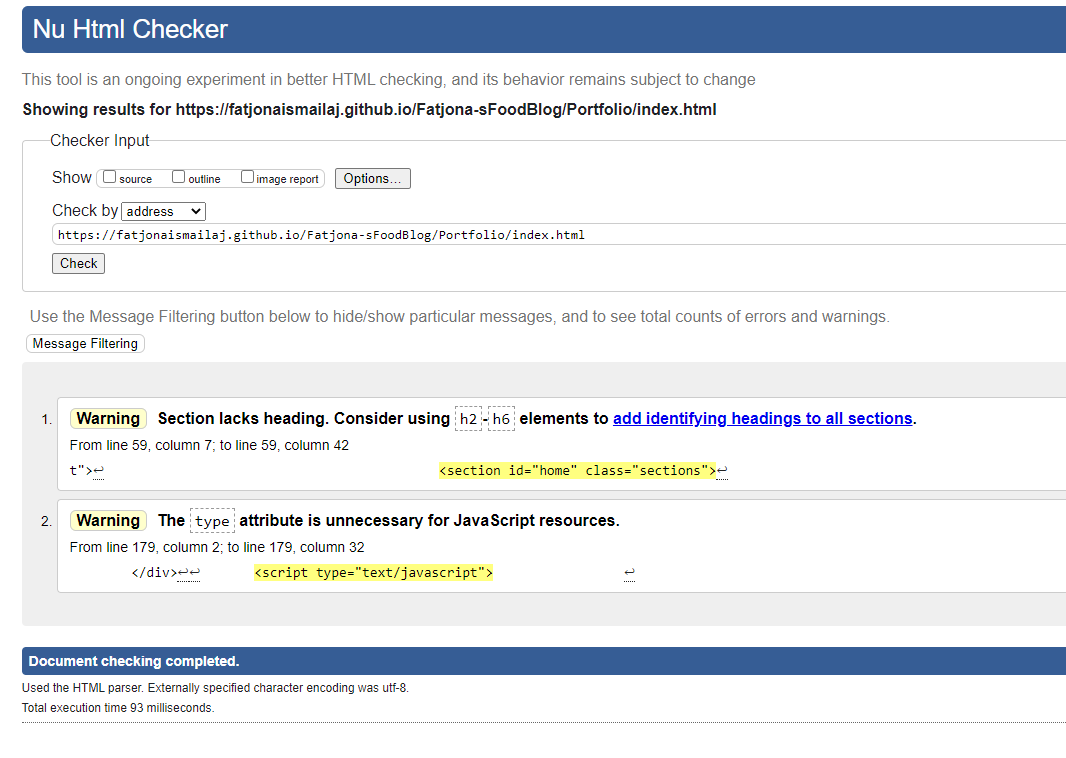 Nu Html Checker
This tool is an ongoing experiment in better HTML checking, and its behavior remains subject to change
Showing results for https://fatjonaismailaj.github.io/Fatjona-sFoodBlog/Portfolio/index.html
Checker Input
Show source outline image report Options...
Check by address
https://fatjonaismailaj.github.io/Fatjona-sFoodBlog/Portfolio/index.html
Check
Use the Message Filtering button below to hide/show particular messages, and to see total counts of errors and warnings.
Message Filtering
1. Warning Section lacks heading. Consider using h2-h6 elements to add identifying headings to all sections.
From line 59, column 7; to line 59, column 42
t">↩ <section id="home" class="sections">↩
2. Warning The type attribute is unnecessary for JavaScript resources.
From line 179, column 2; to line 179, column 32
</div>↩↩ <script type="text/javascript"> ↩
Document checking completed.
Used the HTML parser. Externally specified character encoding was utf-8.
Total execution time 93 milliseconds.